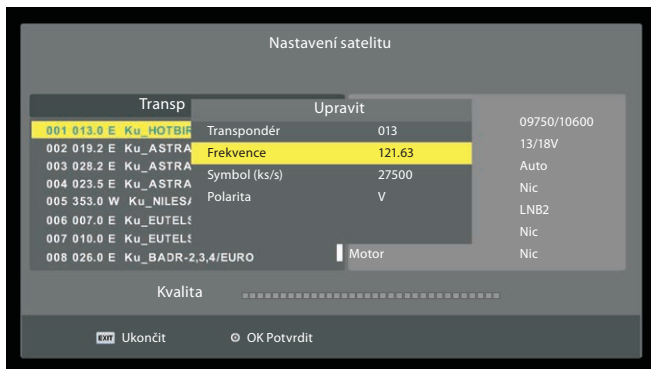 Nastavení satelitu
Transp
Upravit
001 013.0 E Ku_HOTBIR
002 019.2 E Ku_ASTRA
003 028.2 E Ku_ASTRA
004 023.5 E Ku_ASTRA
005 353.0 W Ku_NILESA
006 007.0 E Ku_EUTELS
007 010.0 E Ku_EUTELS
008 026.0 E Ku_BADR-2,3,4/EURO
Transpondér 013
Frekvence 121.63
Symbol (ks/s) 27500
Polarita V
09750/10600
13/18V
Auto
Nic
LNB2
Nic
Motor Nic
Kvalita
EXIT Ukončit OK Potvrdit